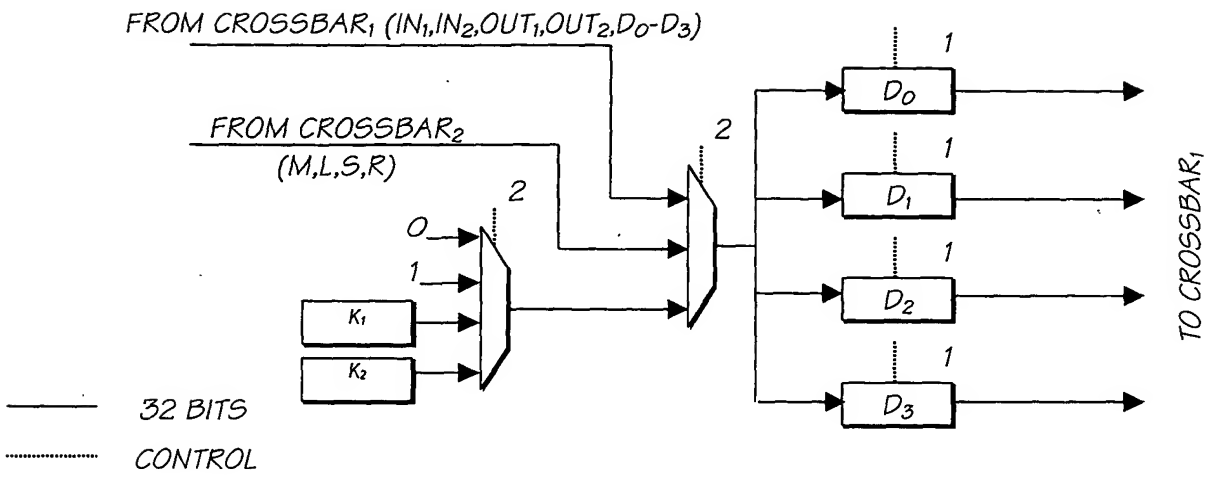 FROM CROSSBAR₁ (IN₁,IN₂,OUT₁,OUT₂,D₀-D₃)
FROM CROSSBAR₂
(M,L,S,R)
2
2
0
1
K₁
K₂
1
D₀
1
D₁
1
D₂
1
D₃
TO CROSSBAR₁
32 BITS
CONTROL